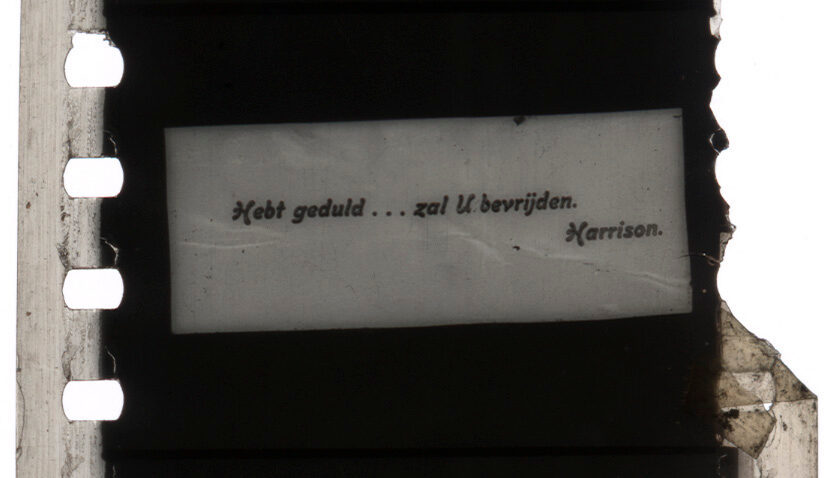 Hebt geduld . . . zal U bevrijden.
Harrison.